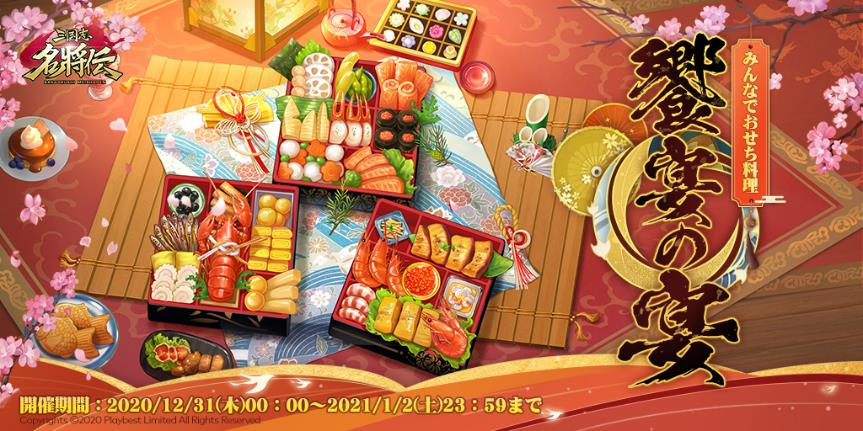 三国志
名将伝
みんなでおせち料理
饗宴の宴
開催期間：2020/12/31(木)00：00～2021/1/2(土)23：59まで
Copyrights ©2020 Playbest Limited All Rights Reserved